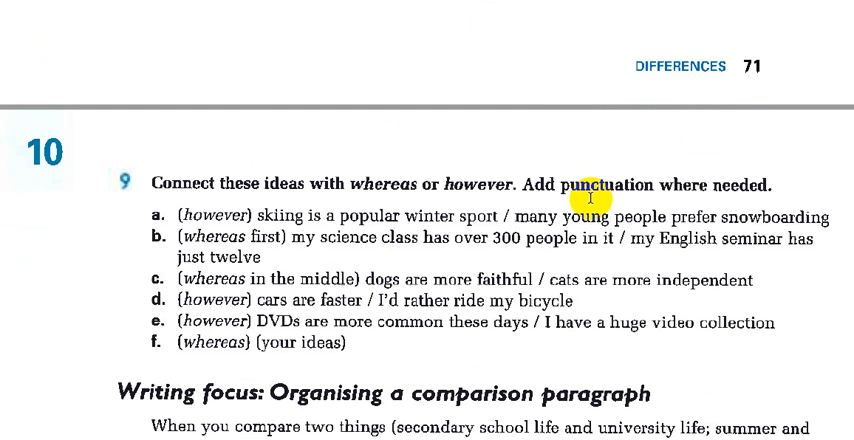 DIFFERENCES 71
10
9 Connect these ideas with whereas or however. Add punctuation where needed.
a. (however) skiing is a popular winter sport / many young people prefer snowboarding
b. (whereas first) my science class has over 300 people in it / my English seminar has
just twelve
c. (whereas in the middle) dogs are more faithful / cats are more independent
d. (however) cars are faster / I'd rather ride my bicycle
e. (however) DVDs are more common these days / I have a huge video collection
f. (whereas) (your ideas)
Writing focus: Organising a comparison paragraph
When you compare two things (secondary school life and university life; summer and